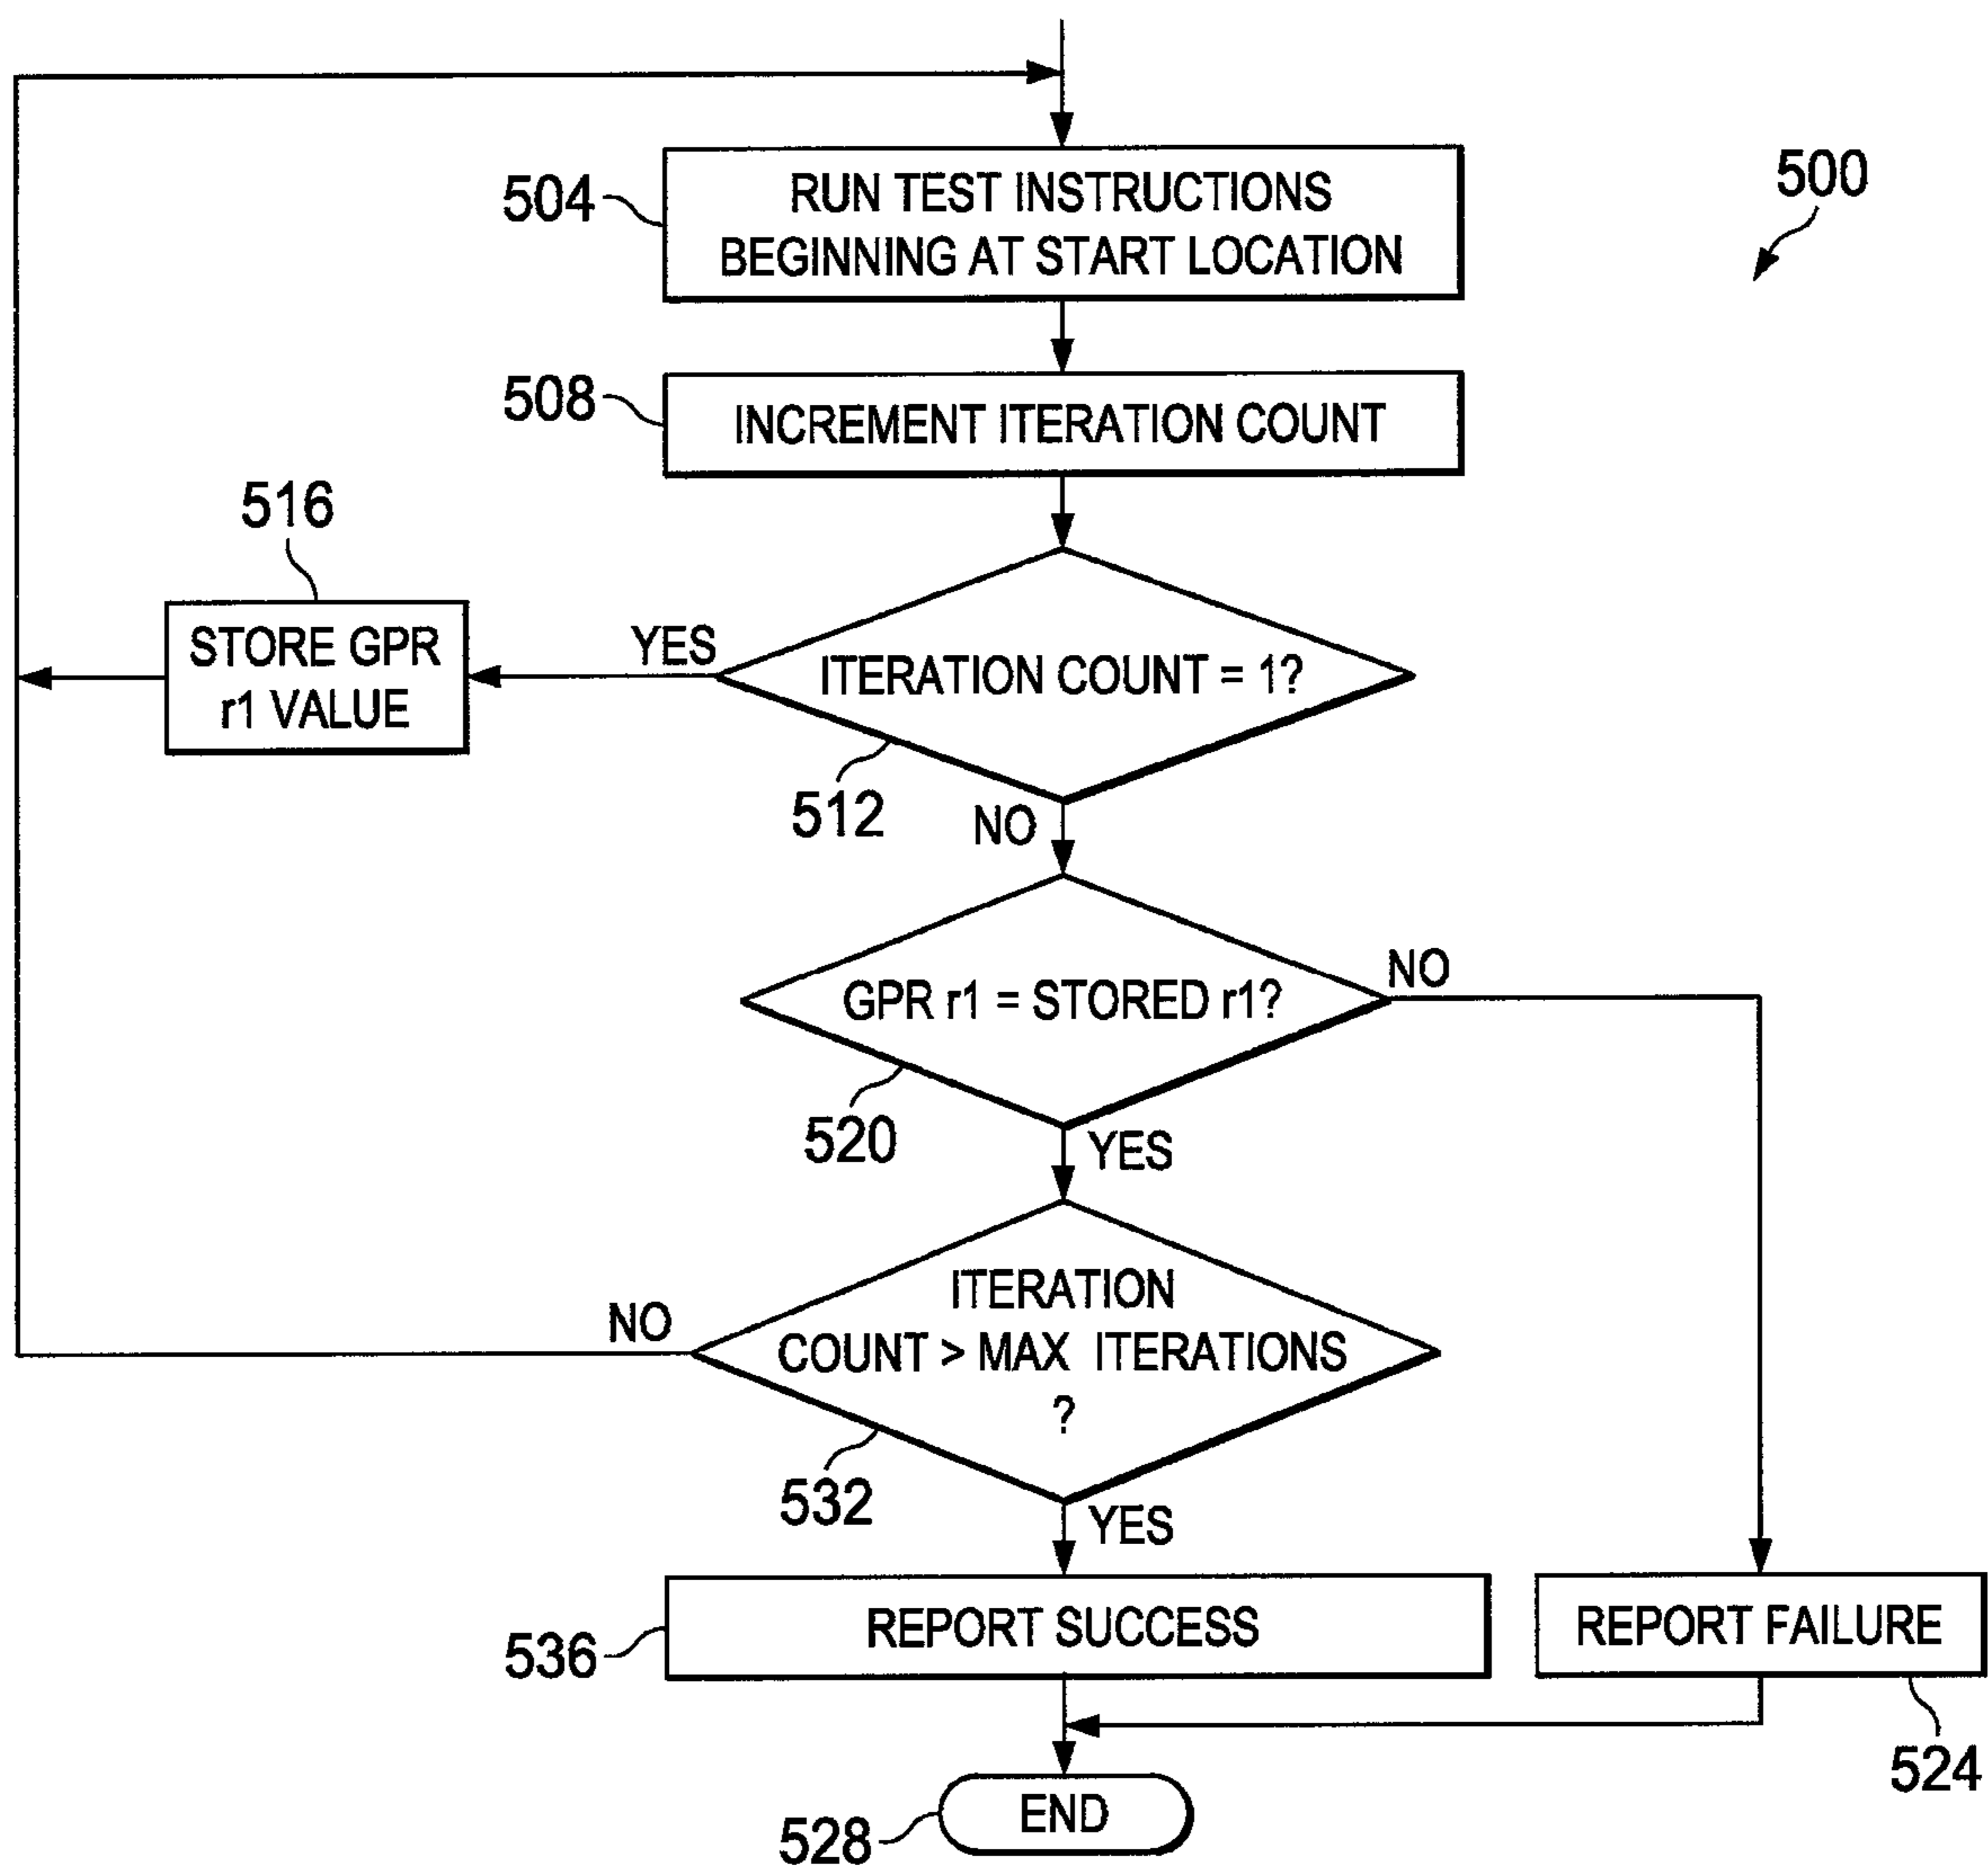 500
504
RUN TEST INSTRUCTIONS
BEGINNING AT START LOCATION
508
INCREMENT ITERATION COUNT
516
STORE GPR
r1 VALUE
YES
ITERATION COUNT = 1?
512
NO
GPR r1 = STORED r1?
NO
520
YES
ITERATION
COUNT > MAX ITERATIONS
?
NO
532
YES
536
REPORT SUCCESS
REPORT FAILURE
524
528
END